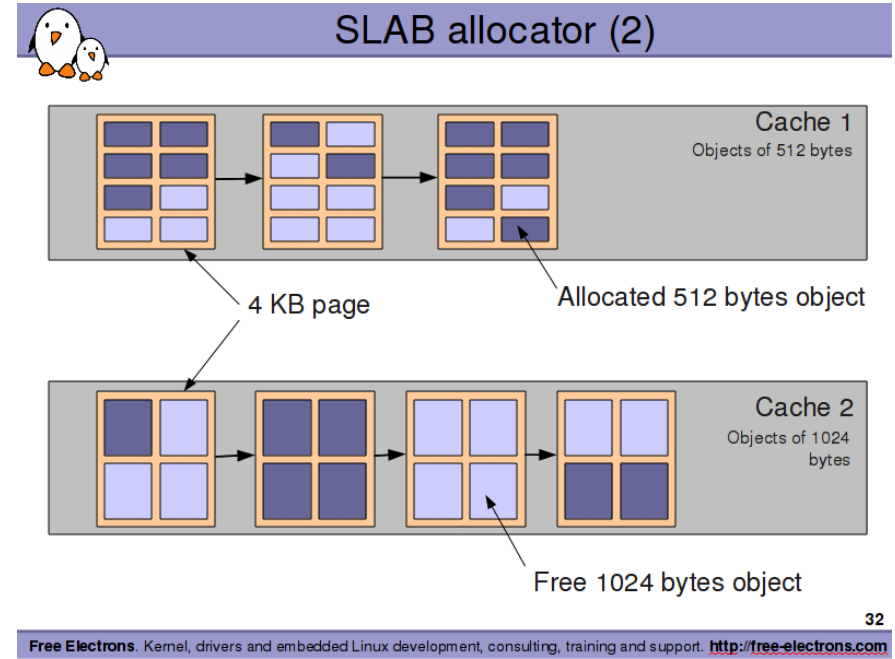 SLAB allocator (2)
Cache 1
Objects of 512 bytes
4 KB page
Allocated 512 bytes object
Cache 2
Objects of 1024
bytes
Free 1024 bytes object
32
Free Electrons. Kernel, drivers and embedded Linux development, consulting, training and support. http://free-electrons.com